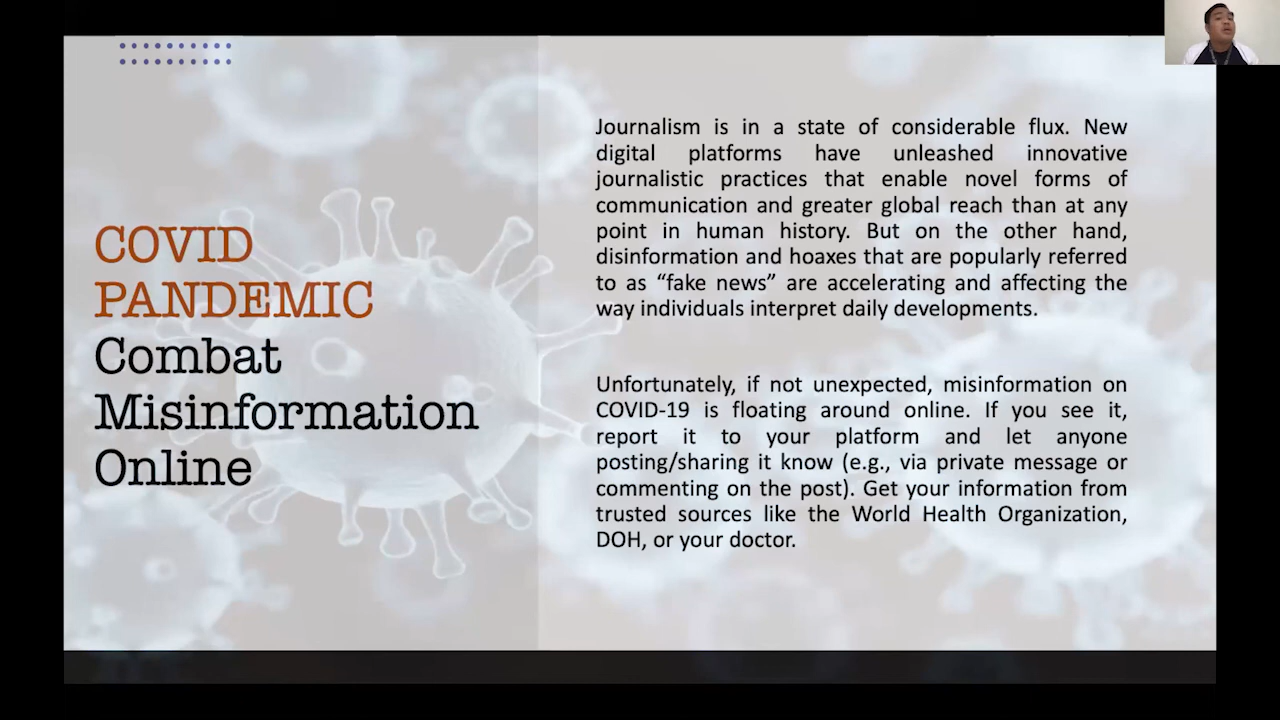 COVID
PANDEMIC
Combat
Misinformation
Online
Journalism is in a state of considerable flux. New
digital platforms have unleashed innovative
journalistic practices that enable novel forms of
communication and greater global reach than at any
point in human history. But on the other hand,
disinformation and hoaxes that are popularly referred
to as “fake news” are accelerating and affecting the
way individuals interpret daily developments.
Unfortunately, if not unexpected, misinformation on
COVID-19 is floating around online. If you see it,
report it to your platform and let anyone
posting/sharing it know (e.g., via private message or
commenting on the post). Get your information from
trusted sources like the World Health Organization,
DOH, or your doctor.